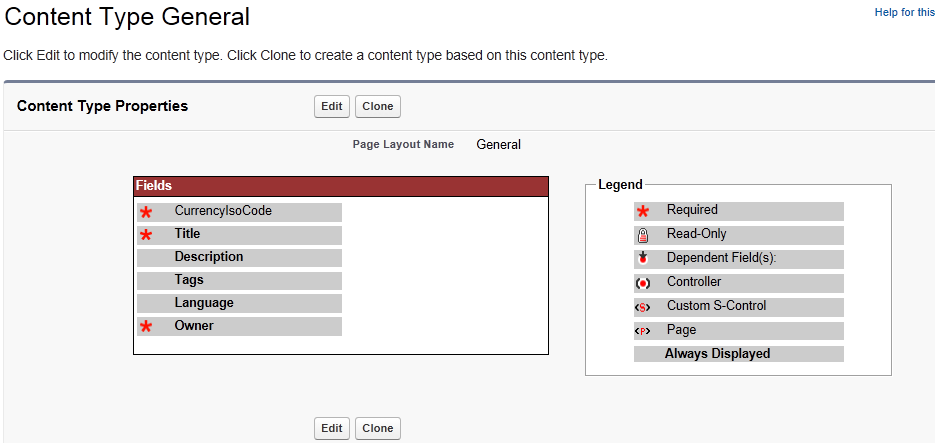 Content Type General
Help for this
Click Edit to modify the content type. Click Clone to create a content type based on this content type.
Content Type Properties
Edit
Clone
Page Layout Name
General
Fields
CurrencyIsoCode
Title
Description
Tags
Language
Owner
Legend
Required
Read-Only
Dependent Field(s):
Controller
<S> Custom S-Control
<P> Page
Always Displayed
Edit
Clone